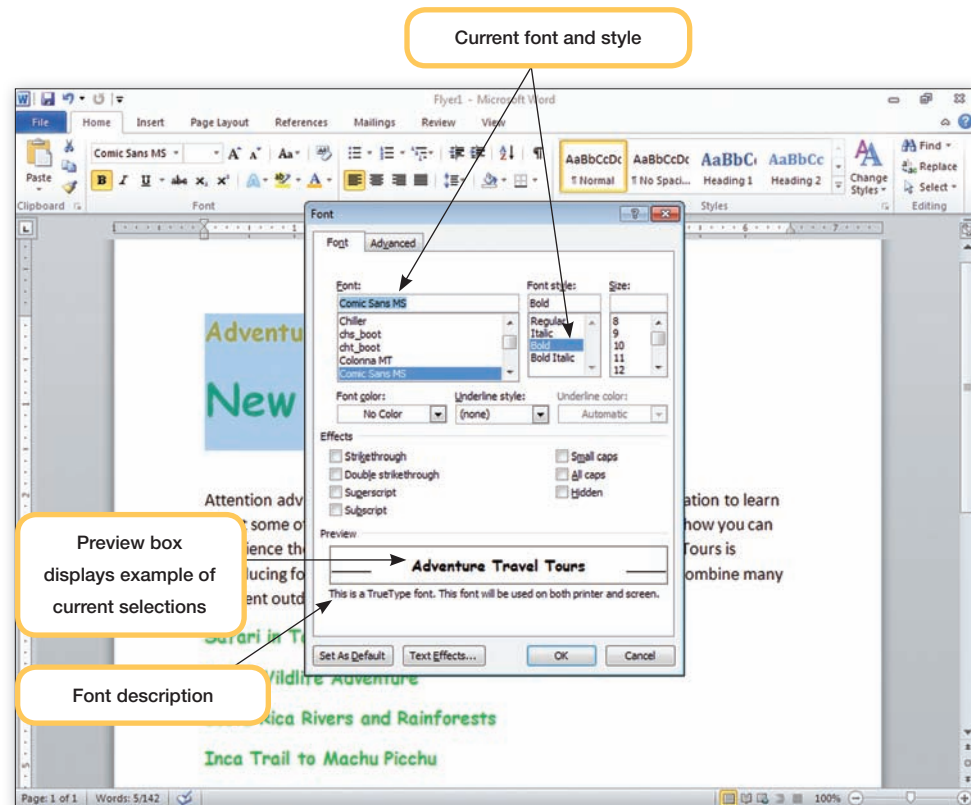 Current font and style
Flyer1 - Microsoft Word
File Home Insert Page Layout References Mailings Review View
Comic Sans MS
Aa
Paste
B I U abc x₂ x² A A
AaBbCcDc AaBbCcDc AaBbC AaBbCc
¶ Normal ¶ No Spaci... Heading 1 Heading 2
Change
Styles
Find
Replace
Select
Clipboard Font Styles Editing
Font
Font Advanced
Font: Font style: Size:
Comic Sans MS Bold
Chiller Regular 8
chs_boot Italic 9
cht_boot Bold 10
Colonna MT Bold Italic 11
Comic Sans MS 12
Font color: Underline style: Underline color:
No Color (none) Automatic
Effects
Strikethrough Small caps
Double strikethrough All caps
Superscript Hidden
Subscript
Preview
Adventure Travel Tours
This is a TrueType font. This font will be used on both printer and screen.
Set As Default Text Effects... OK Cancel
New
Attention adv ation to learn
some o how you can
ience th Tours is
ducing fo ombine many
ent outd
Preview box
displays example of
current selections
Safari in T
Wildlife Adventure
Font description
Rica Rivers and Rainforests
Inca Trail to Machu Picchu
Page: 1 of 1 Words: 5/142 100%